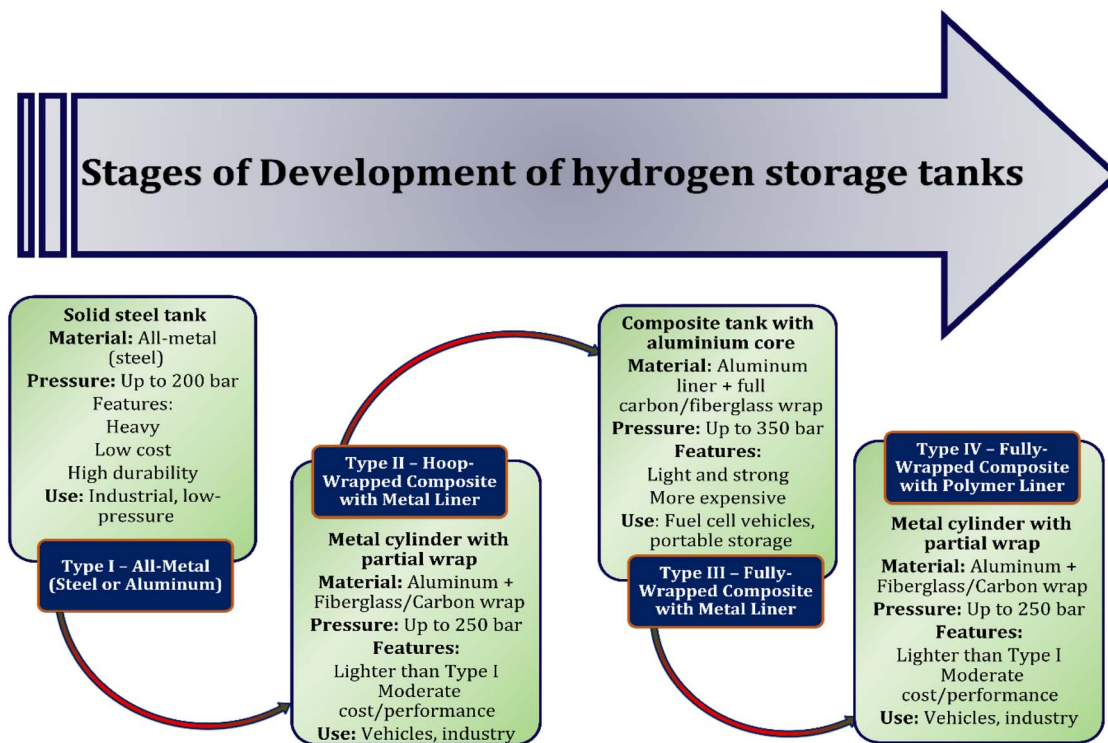 Stages of Development of hydrogen storage tanks
Solid steel tank
Material: All-metal
(steel)
Pressure: Up to 200 bar
Features:
Heavy
Low cost
High durability
Use: Industrial, low-
pressure
Type I – All-Metal
(Steel or Aluminum)
Type II – Hoop-
Wrapped Composite
with Metal Liner
Metal cylinder with
partial wrap
Material: Aluminum +
Fiberglass/Carbon wrap
Pressure: Up to 250 bar
Features:
Lighter than Type I
Moderate
cost/performance
Use: Vehicles, industry
Composite tank with
aluminium core
Material: Aluminum
liner + full
carbon/fiberglass wrap
Pressure: Up to 350 bar
Features:
Light and strong
More expensive
Use: Fuel cell vehicles,
portable storage
Type III – Fully-
Wrapped Composite
with Metal Liner
Type IV – Fully-
Wrapped Composite
with Polymer Liner
Metal cylinder with
partial wrap
Material: Aluminum +
Fiberglass/Carbon wrap
Pressure: Up to 250 bar
Features:
Lighter than Type I
Moderate
cost/performance
Use: Vehicles, industry